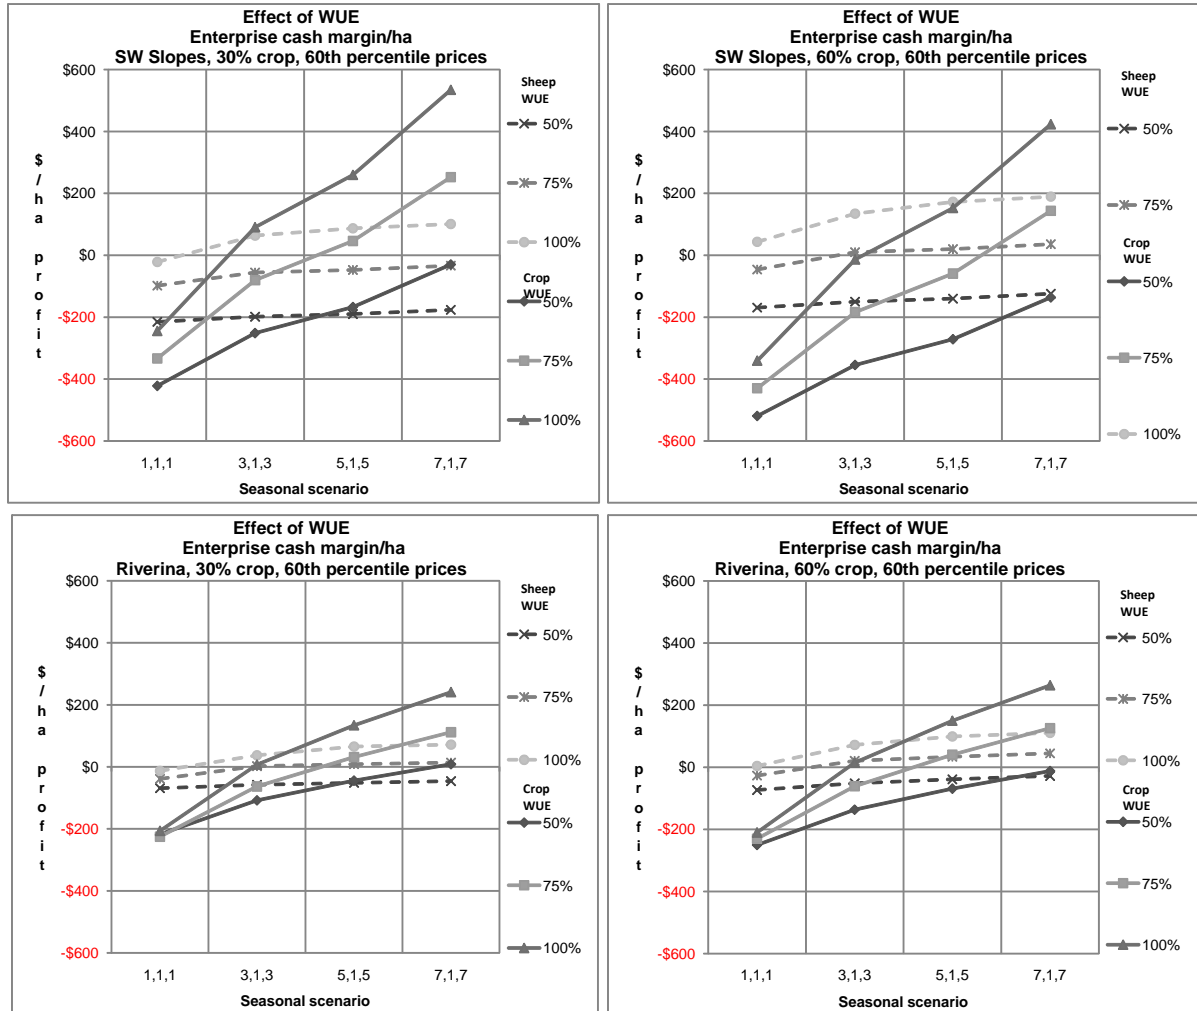 Effect of WUE
Enterprise cash margin/ha
SW Slopes, 30% crop, 60th percentile prices
$600
$400
$200
$0
-$200
-$400
-$600
$/ha profit
1,1,1
3,1,3
5,1,5
7,1,7
Seasonal scenario
Sheep
WUE
50%
75%
100%
Crop
WUE
50%
75%
100%
Effect of WUE
Enterprise cash margin/ha
SW Slopes, 60% crop, 60th percentile prices
$600
$400
$200
$0
-$200
-$400
-$600
$/ha profit
1,1,1
3,1,3
5,1,5
7,1,7
Seasonal scenario
Sheep
WUE
50%
75%
Crop
WUE
50%
75%
100%
Effect of WUE
Enterprise cash margin/ha
Riverina, 30% crop, 60th percentile prices
$600
$400
$200
$0
-$200
-$400
-$600
$/ha profit
1,1,1
3,1,3
5,1,5
7,1,7
Seasonal scenario
Sheep
WUE
50%
75%
100%
Crop
WUE
50%
75%
100%
Effect of WUE
Enterprise cash margin/ha
Riverina, 60% crop, 60th percentile prices
$600
$400
$200
$0
-$200
-$400
-$600
$/ha profit
1,1,1
3,1,3
5,1,5
7,1,7
Seasonal scenario
Sheep
WUE
50%
75%
100%
Crop
WUE
50%
75%
100%